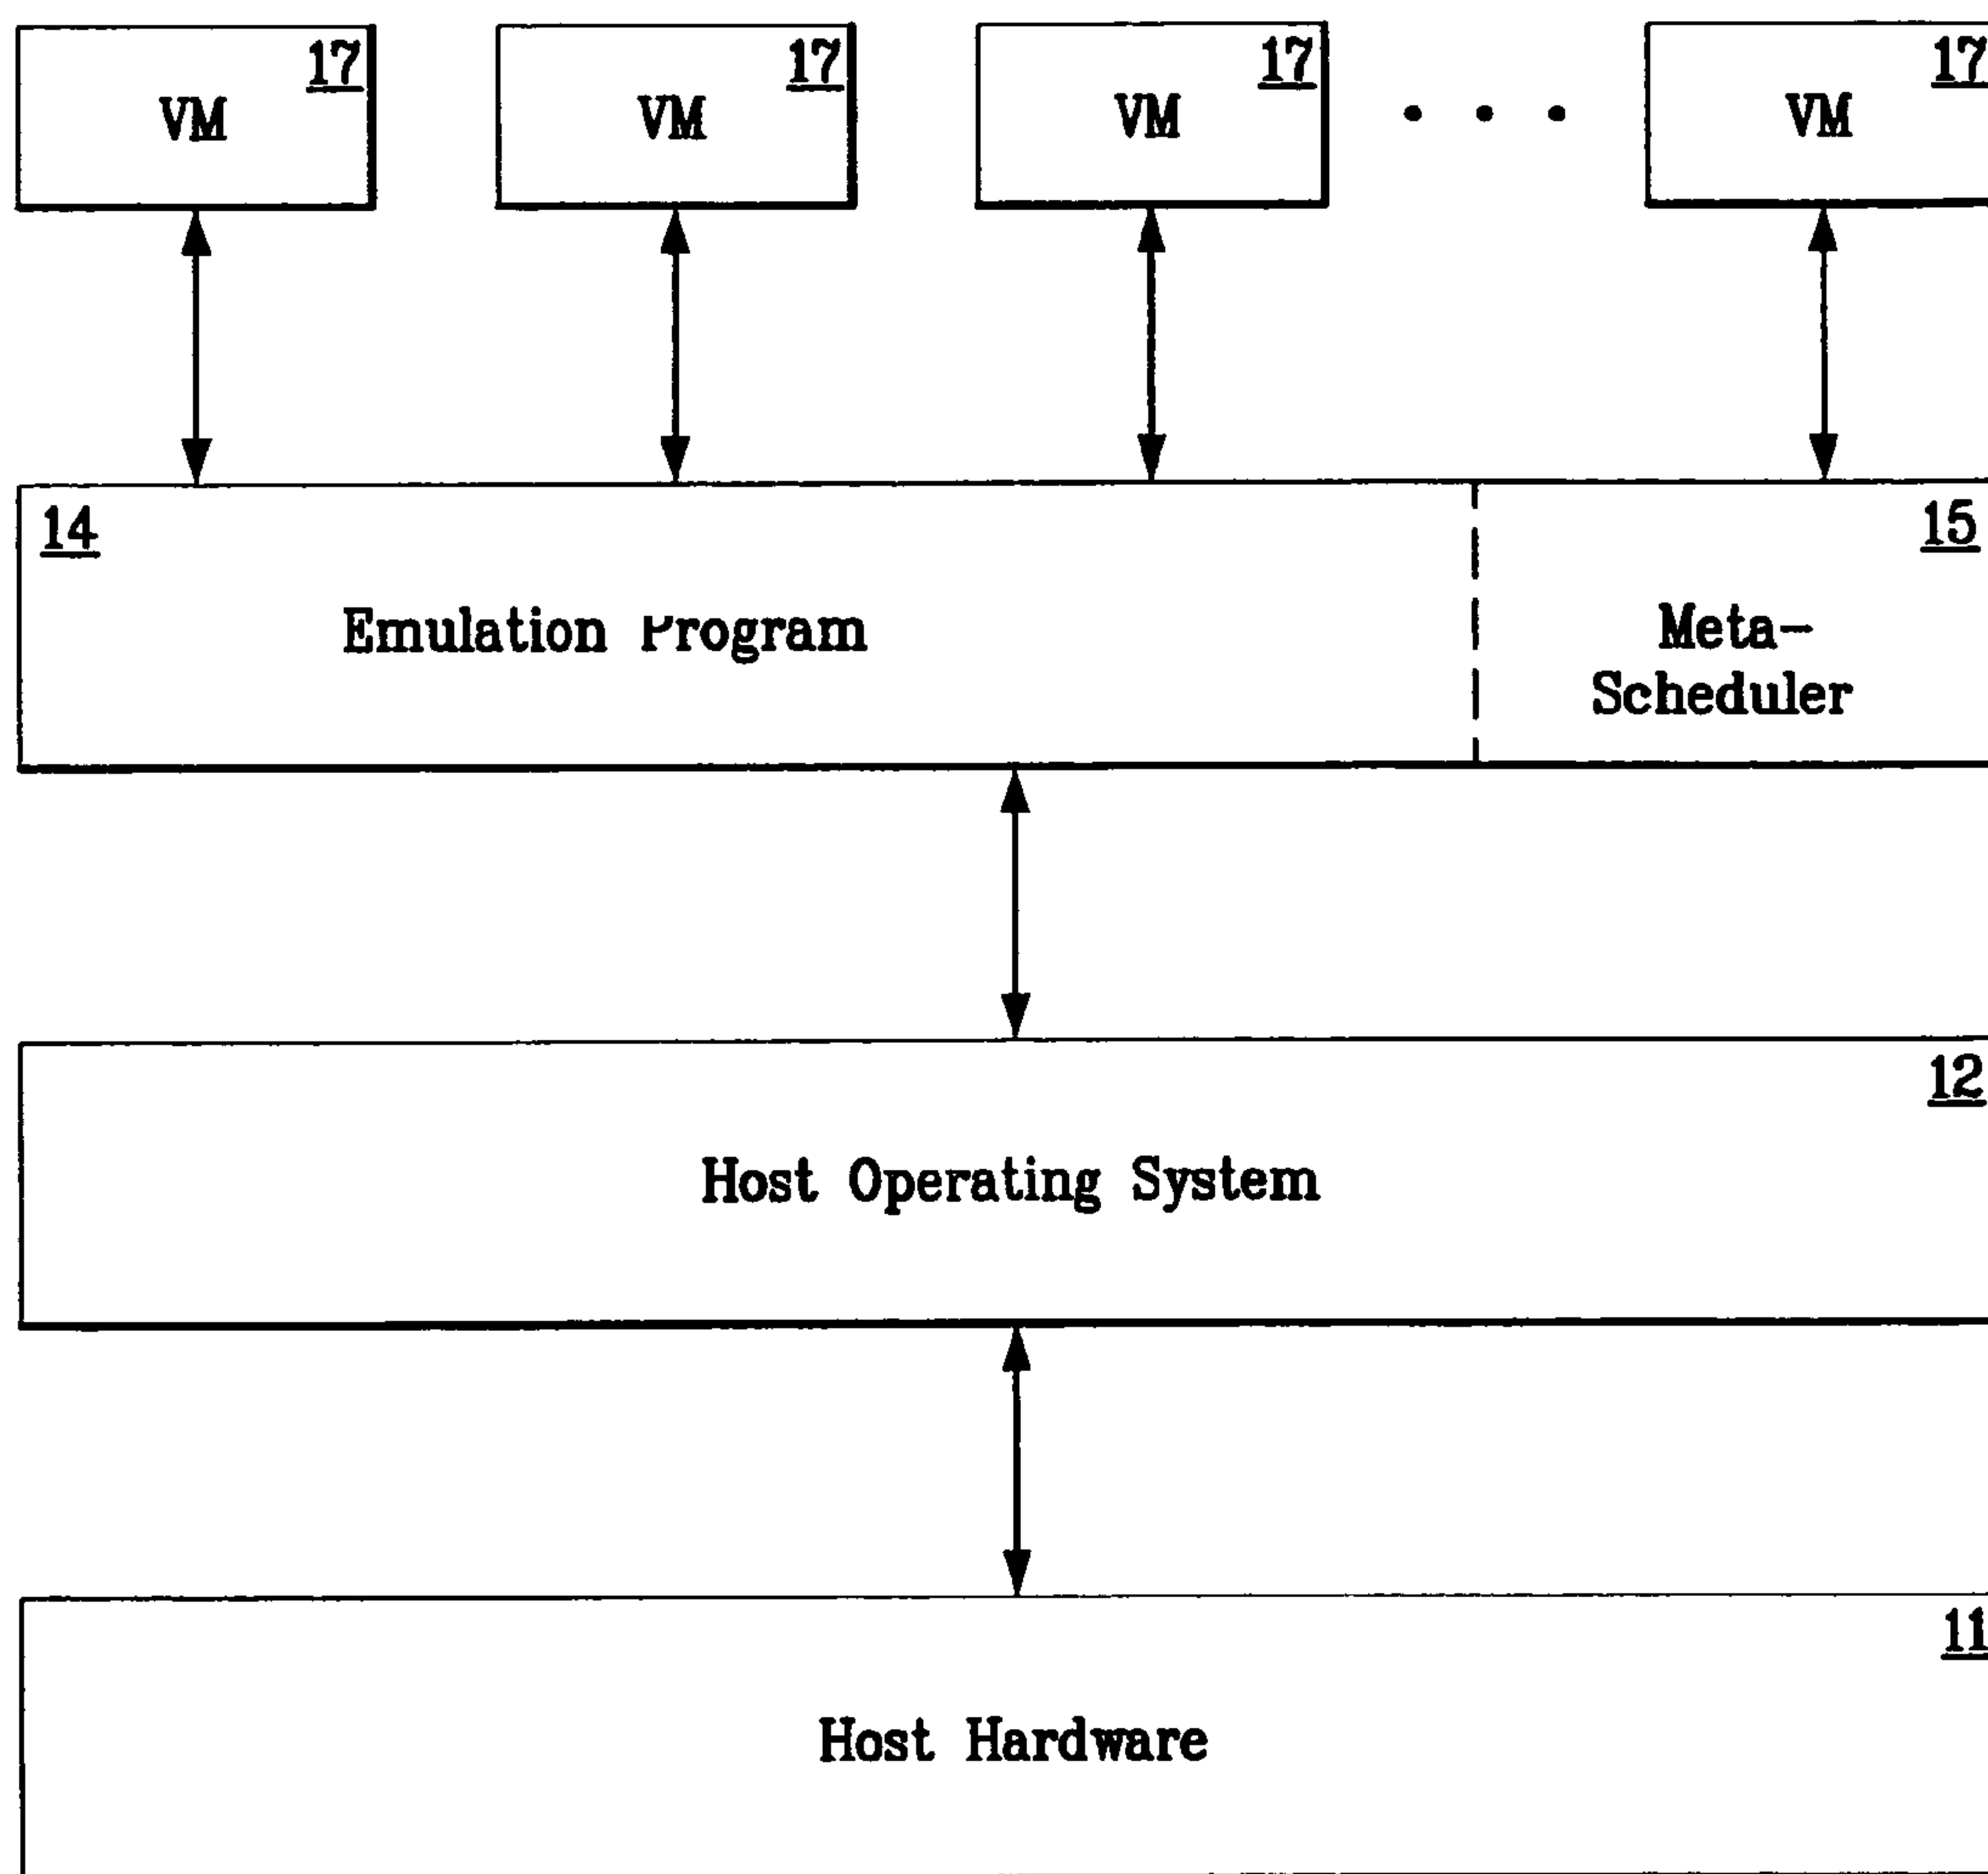 17 17 17 17
VM VM VM • • • VM
14 15
Emulation Program
Meta-
Scheduler
12
Host Operating System
11
Host Hardware